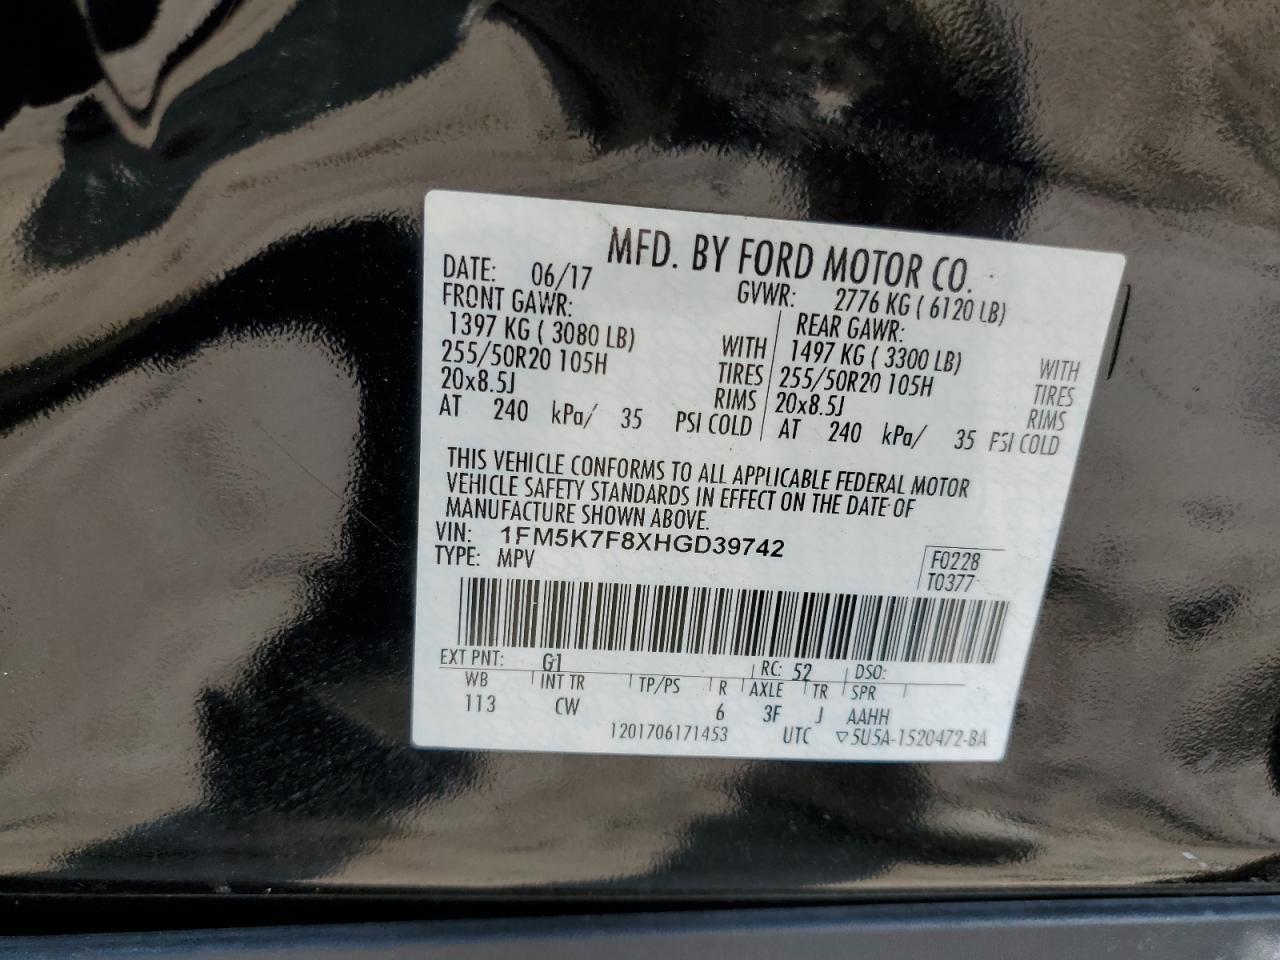 MFD. BY FORD MOTOR CO.
DATE: 06/17 GVWR: 2776 KG ( 6120 LB)
FRONT GAWR: REAR GAWR:
1397 KG ( 3080 LB) WITH 1497 KG ( 3300 LB) WITH
255/50R20 105H TIRES 255/50R20 105H TIRES
20x8.5J RIMS 20x8.5J RIMS
AT 240 kPa/ 35 PSI COLD AT 240 kPa/ 35 PSI COLD
THIS VEHICLE CONFORMS TO ALL APPLICABLE FEDERAL MOTOR
VEHICLE SAFETY STANDARDS IN EFFECT ON THE DATE OF
MANUFACTURE SHOWN ABOVE.
VIN: 1FM5K7F8XHGD39742
TYPE: MPV F0228
T0377
EXT PNT: G1 RC: 52 DSO:
WB INT TR TP/PS R AXLE TR SPR
113 CW 6 3F J AAHH
1201706171453 UTC ▽5U5A-1520472-BA